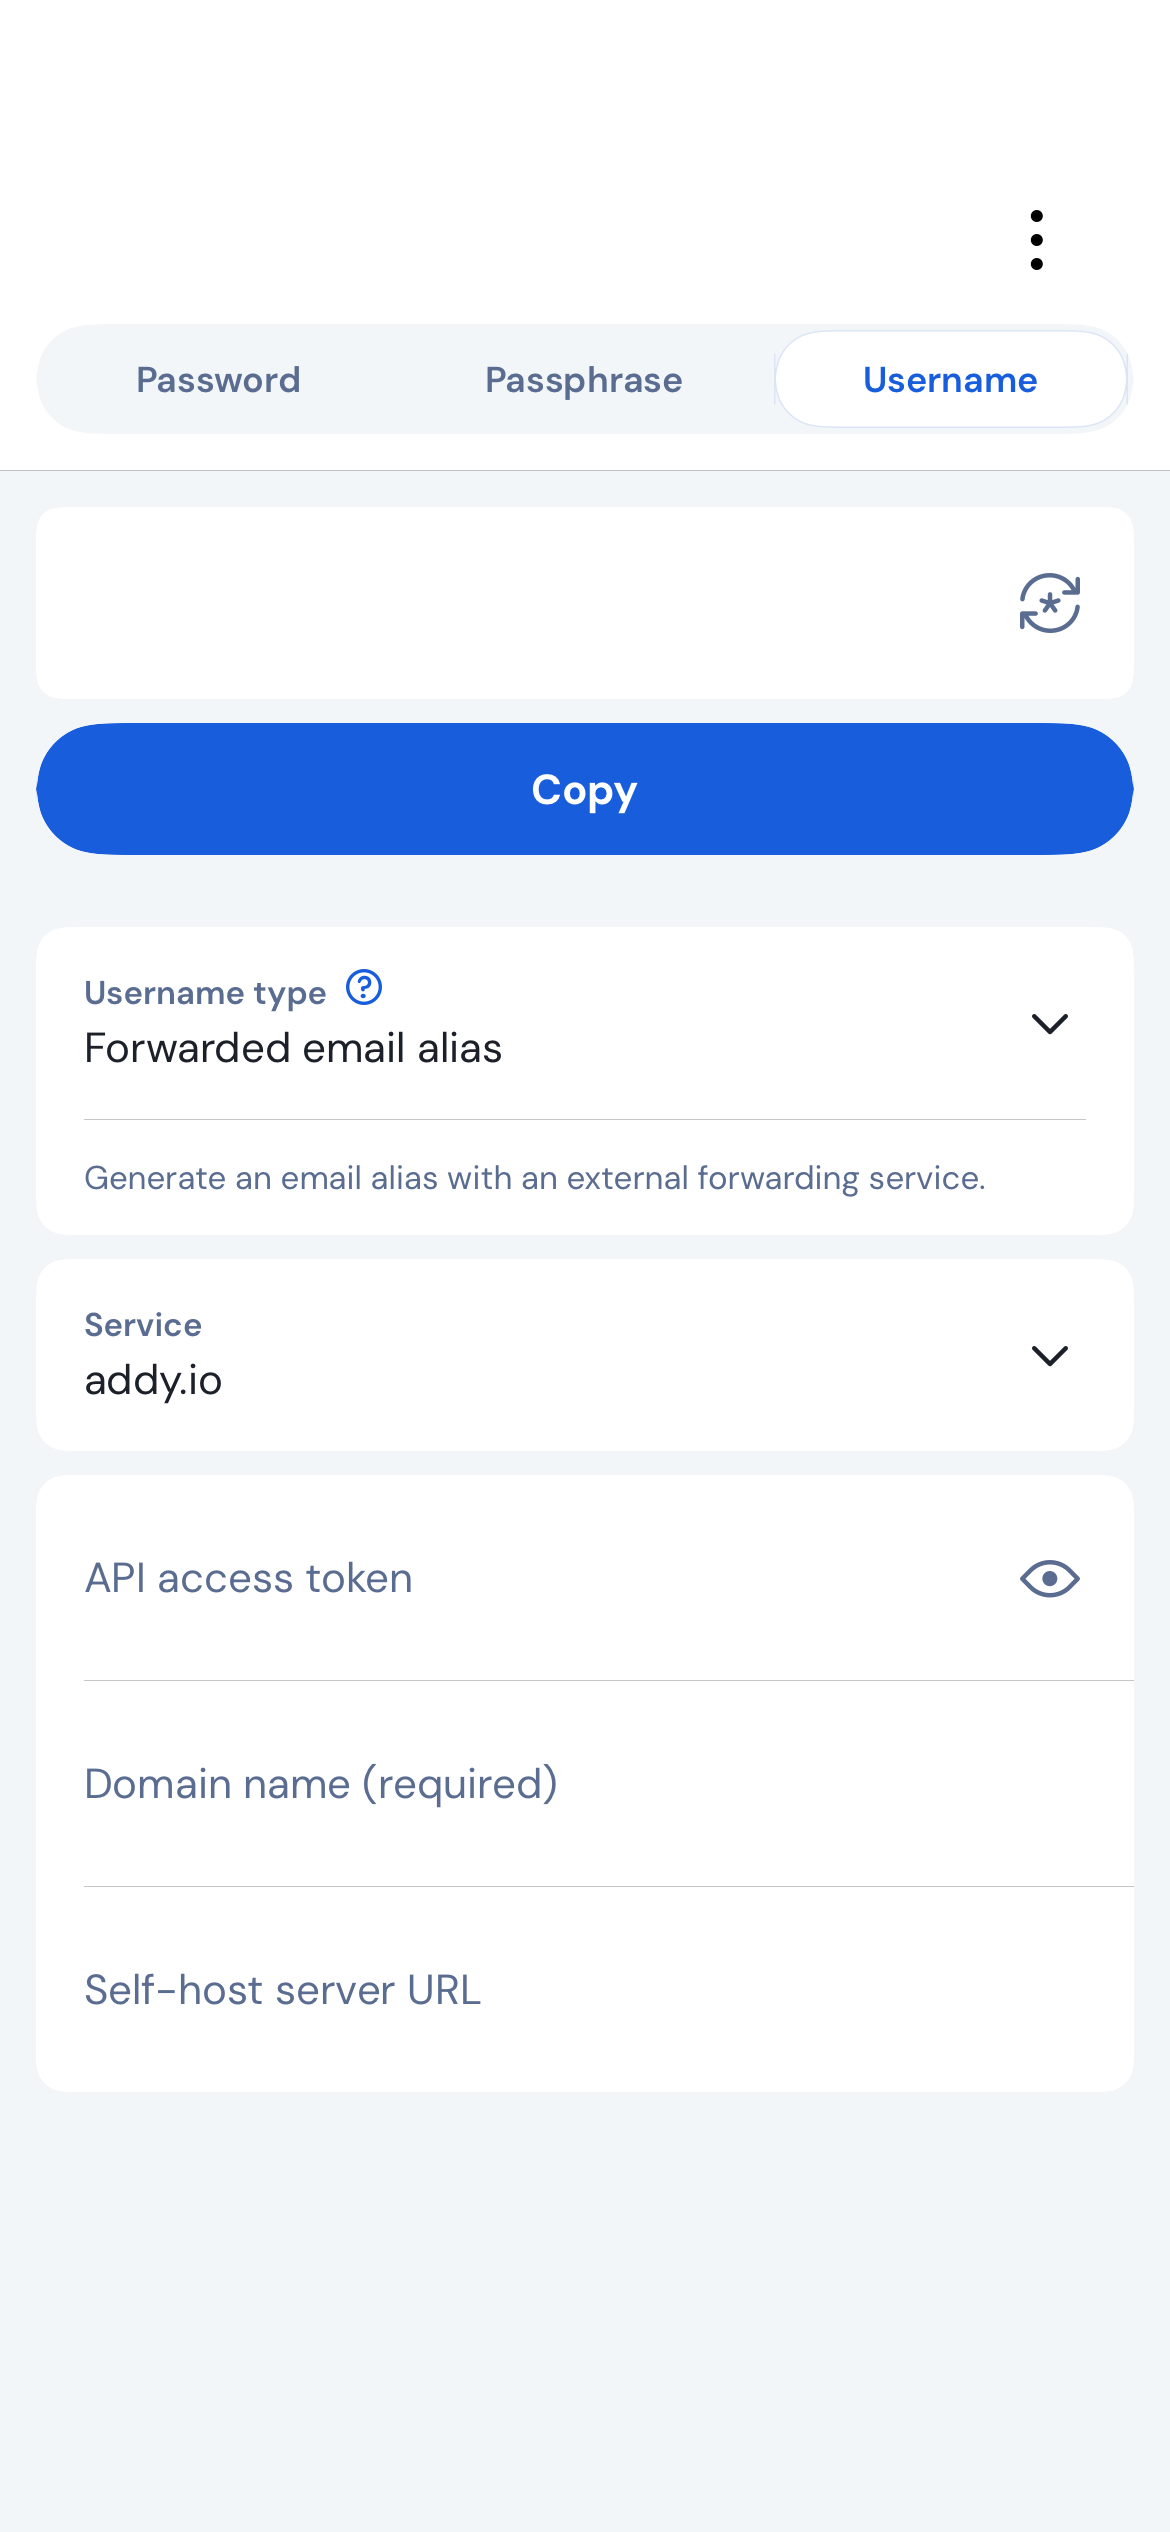 Password Passphrase Username
Copy
Username type
Forwarded email alias
Generate an email alias with an external forwarding service.
Service
addy.io
API access token
Domain name (required)
Self-host server URL